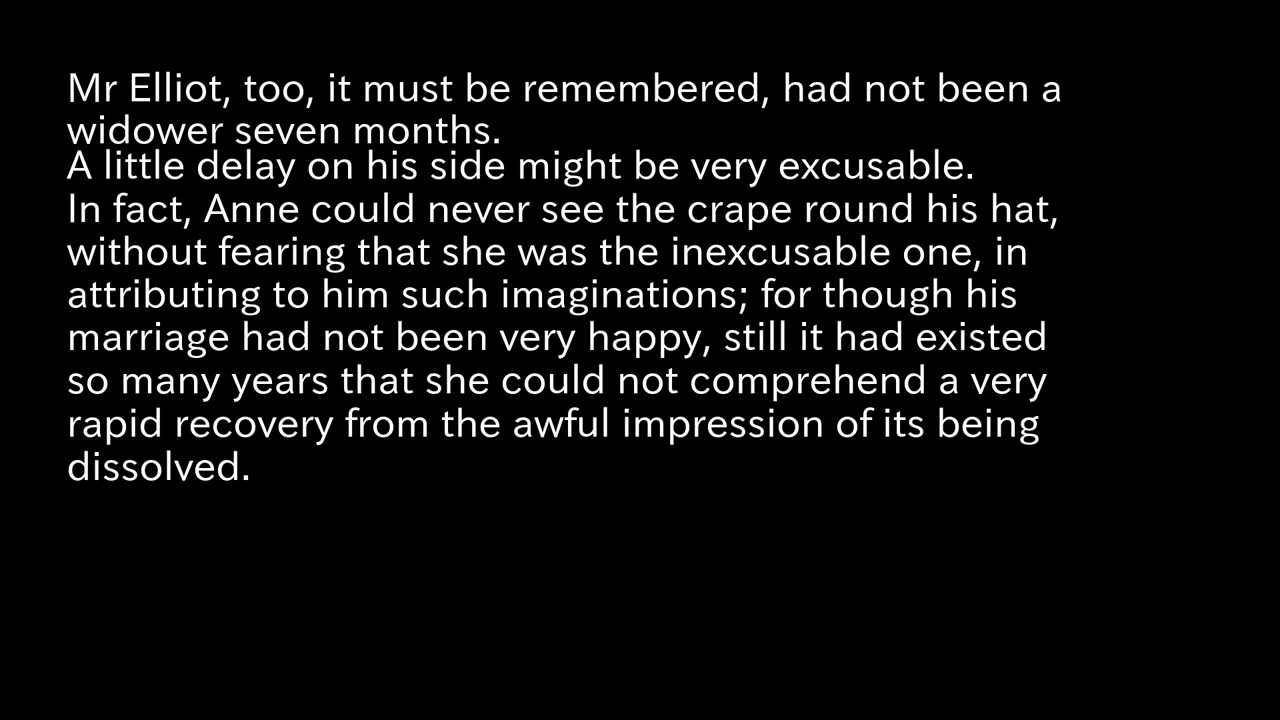 Mr Elliot, too, it must be remembered, had not been a
widower seven months.
A little delay on his side might be very excusable.
In fact, Anne could never see the crape round his hat,
without fearing that she was the inexcusable one, in
attributing to him such imaginations; for though his
marriage had not been very happy, still it had existed
so many years that she could not comprehend a very
rapid recovery from the awful impression of its being
dissolved.